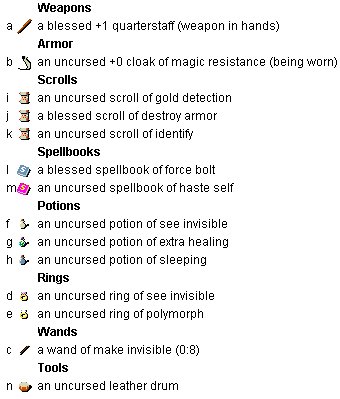 Weapons
a a blessed +1 quarterstaff (weapon in hands)
Armor
b an uncursed +0 cloak of magic resistance (being worn)
Scrolls
i an uncursed scroll of gold detection
j a blessed scroll of destroy armor
k an uncursed scroll of identify
Spellbooks
l a blessed spellbook of force bolt
m an uncursed spellbook of haste self
Potions
f an uncursed potion of see invisible
g an uncursed potion of extra healing
h an uncursed potion of sleeping
Rings
d an uncursed ring of see invisible
e an uncursed ring of polymorph
Wands
c a wand of make invisible (0:8)
Tools
n an uncursed leather drum